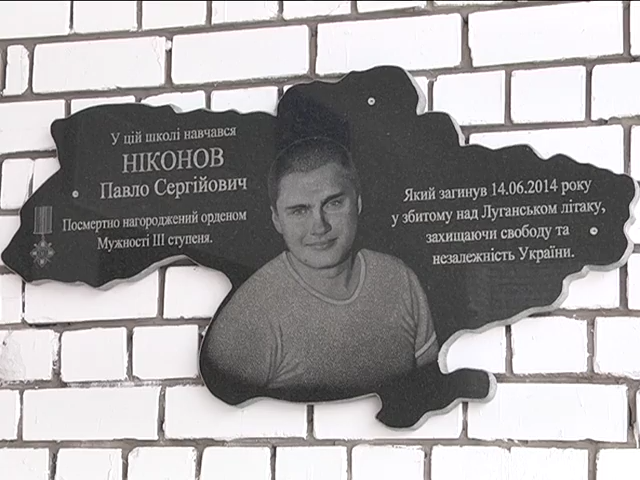 У цій школі навчався
НІКОНОВ
Павло Сергійович
Посмертно нагороджений орденом
Мужності ІІІ ступеня.
Який загинув 14.06.2014 року
у збитому над Луганськом літаку,
захищаючи свободу та
незалежність України.